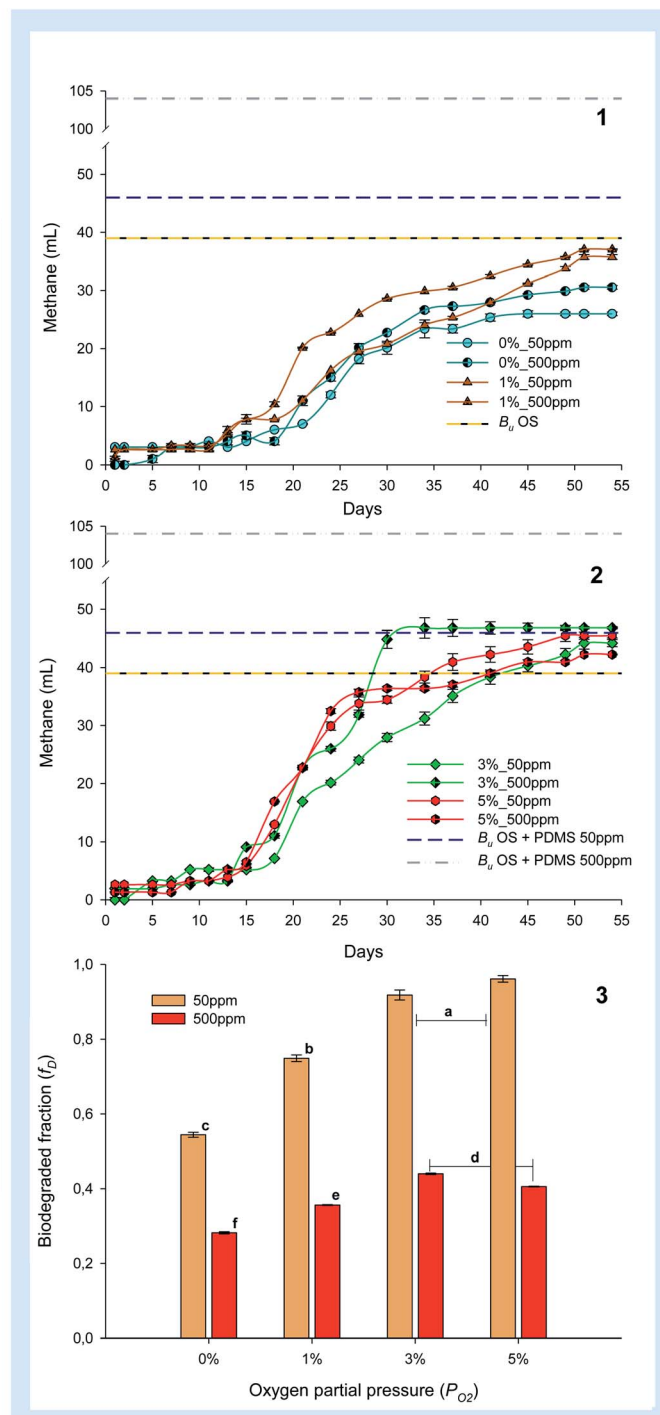 105
100
1
50
40
30
20
10
0
Methane (mL)
0%_50ppm
0%_500ppm
1%_50ppm
1%_500ppm
Bu OS
0 5 10 15 20 25 30 35 40 45 50 55
Days
105
100
2
50
40
30
20
10
0
Methane (mL)
3%_50ppm
3%_500ppm
5%_50ppm
5%_500ppm
Bu OS + PDMS 50ppm
Bu OS + PDMS 500ppm
0 5 10 15 20 25 30 35 40 45 50 55
Days
1,0
0,8
0,6
0,4
0,2
0,0
Biodegraded fraction (fD)
50ppm
500ppm
3
a
b
c
d
e
f
0% 1% 3% 5%
Oxygen partial pressure (PO2)